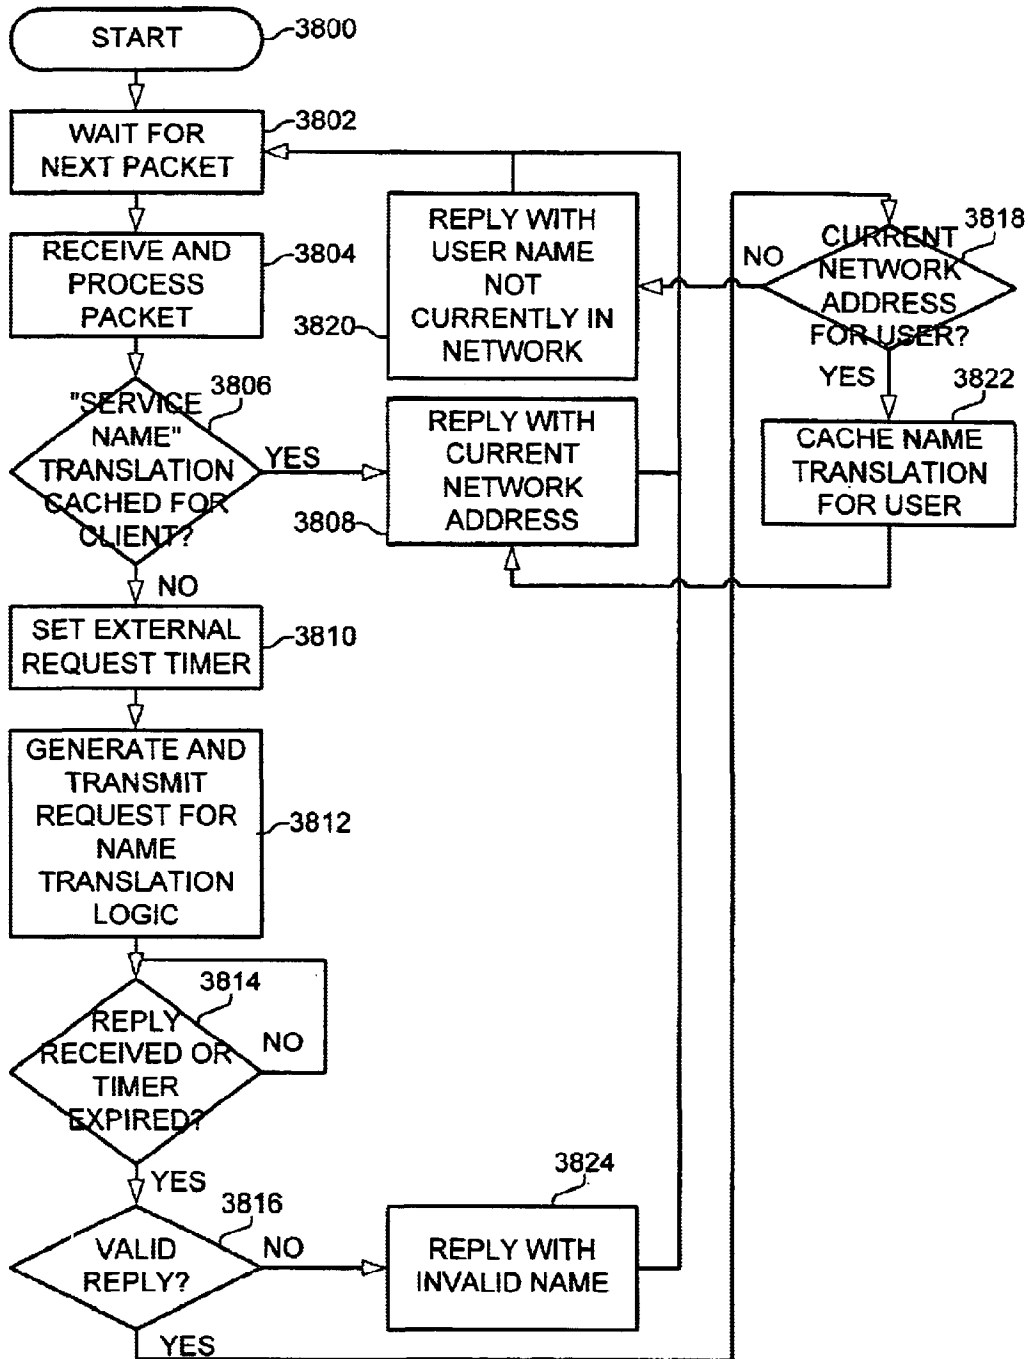 START
3800
WAIT FOR
NEXT PACKET
3802
RECEIVE AND
PROCESS
PACKET
3804
"SERVICE
NAME"
TRANSLATION
CACHED FOR
CLIENT?
3806
YES
NO
REPLY WITH
CURRENT
NETWORK
ADDRESS
3808
SET EXTERNAL
REQUEST TIMER
3810
GENERATE AND
TRANSMIT
REQUEST FOR
NAME
TRANSLATION
LOGIC
3812
REPLY
RECEIVED OR
TIMER
EXPIRED?
3814
NO
YES
VALID
REPLY?
3816
NO
YES
REPLY WITH
INVALID NAME
3824
CURRENT
NETWORK
ADDRESS
FOR USER?
3818
NO
YES
REPLY WITH
USER NAME
NOT
CURRENTLY IN
NETWORK
3820
CACHE NAME
TRANSLATION
FOR USER
3822